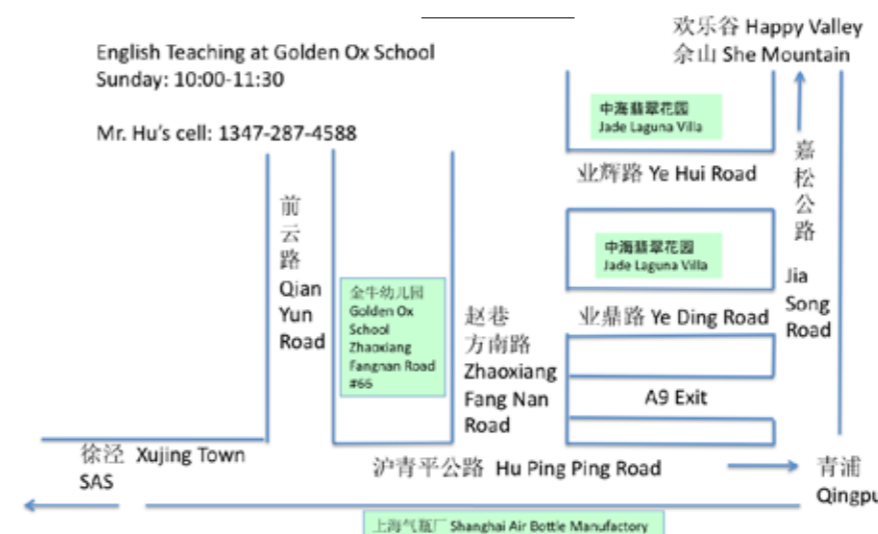 欢乐谷 Happy Valley
佘山 She Mountain
English Teaching at Golden Ox School
Sunday: 10:00-11:30
Mr. Hu's cell: 1347-287-4588
中海翡翠花园
Jade Laguna Villa
业辉路 Ye Hui Road
嘉松公路
Jia
Song
Road
前云路
Qian
Yun
Road
中海翡翠花园
Jade Laguna Villa
金牛幼儿园
Golden Ox
School
Zhaoxiang
Fangnan Road
#66
赵巷
方南路
Zhaoxiang
Fang Nan
Road
业鼎路 Ye Ding Road
A9 Exit
徐泾 Xujing Town
SAS
沪青平公路 Hu Ping Ping Road
青浦
Qingpu
上海气瓶厂 Shanghai Air Bottle Manufactory